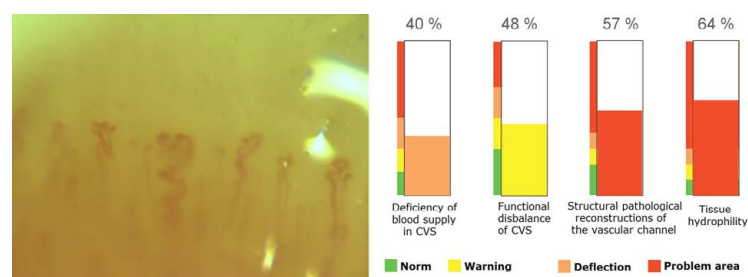 40 %
48 %
57 %
64 %
Deficiency of
blood supply
in CVS
Functional
disbalance
of CVS
Structural pathological
reconstructions of
the vascular channel
Tissue
hydrophility
Norm
Warning
Deflection
Problem area